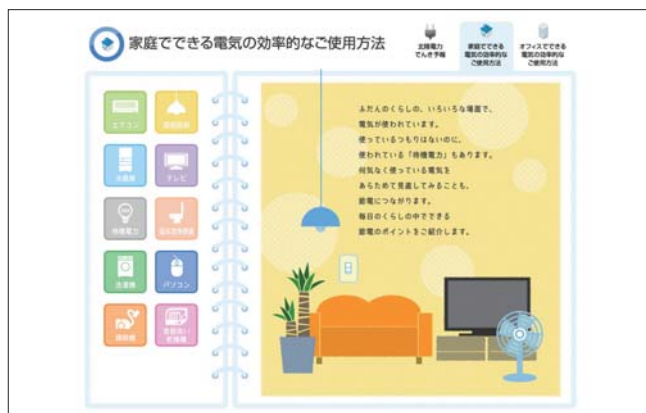 家庭でできる電気の効率的なご使用方法
北陸電力
でんき予報
家庭でできる
電気の効率的な
ご使用方法
オフィスでできる
電気の効率的な
ご使用方法
エアコン
照明器具
冷蔵庫
テレビ
待機電力
温水洗浄便座
洗濯機
パソコン
掃除機
食器洗い
乾燥機
ふだんのくらしの、いろいろな場面で、
電気が使われています。
使っているつもりはないのに、
使われている「待機電力」もあります。
何気なく使っている電気を
あらためて見直してみることも、
節電につながります。
毎日のくらしの中でできる
節電のポイントをご紹介します。